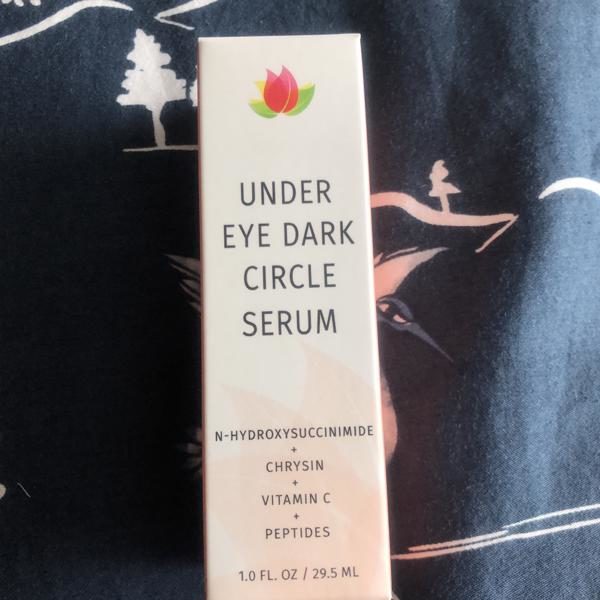 UNDER
EYE DARK
CIRCLE
SERUM
N-HYDROXYSUCCINIMIDE
+
CHRYSIN
+
VITAMIN C
+
PEPTIDES
1.0 FL. OZ / 29.5 ML